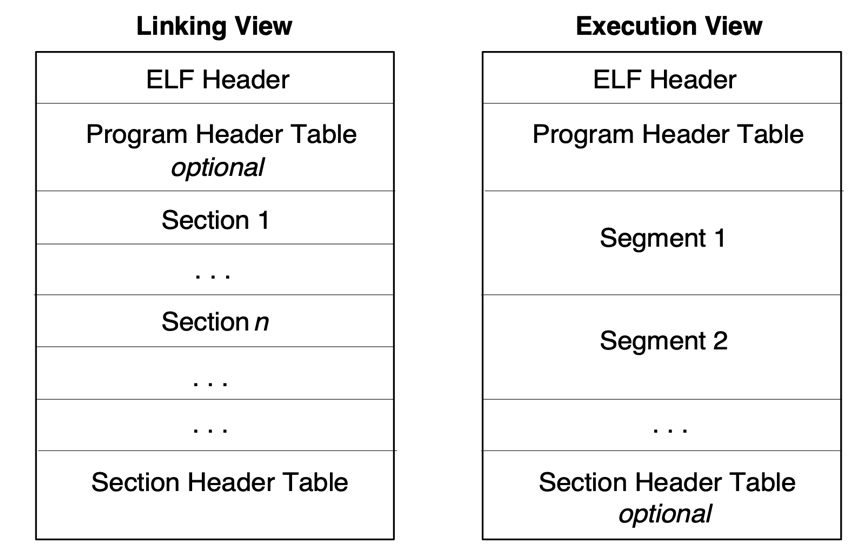 Linking View
ELF Header
Program Header Table
optional
Section 1
. . .
Section n
. . .
. . .
Section Header Table
Execution View
ELF Header
Program Header Table
Segment 1
Segment 2
. . .
Section Header Table
optional